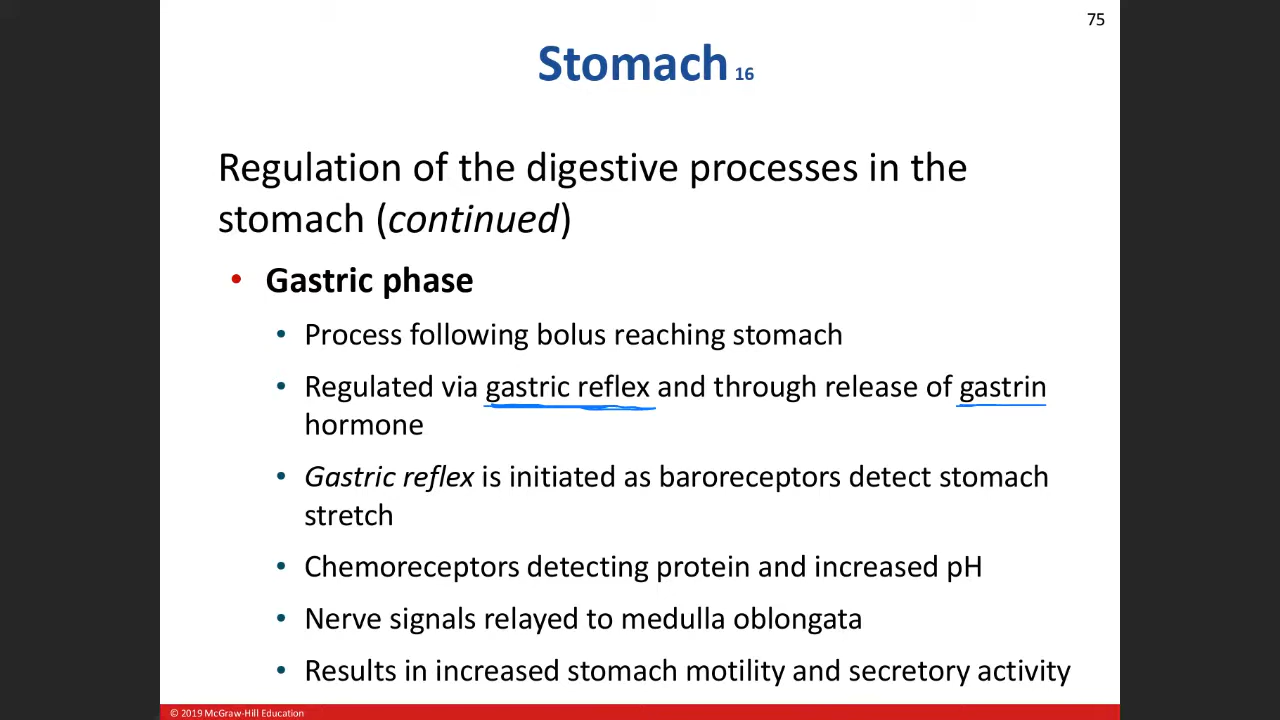 75
Stomach 16
Regulation of the digestive processes in the
stomach (continued)
• Gastric phase
• Process following bolus reaching stomach
• Regulated via gastric reflex and through release of gastrin
hormone
• Gastric reflex is initiated as baroreceptors detect stomach
stretch
• Chemoreceptors detecting protein and increased pH
• Nerve signals relayed to medulla oblongata
• Results in increased stomach motility and secretory activity
© 2019 McGraw-Hill Education